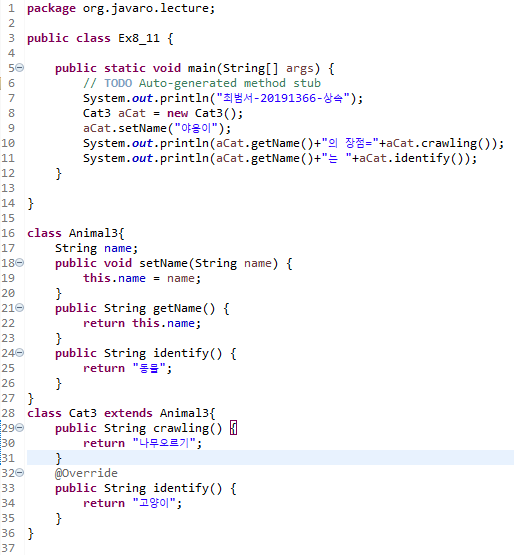 1 package org.javaro.lecture;
2
3 public class Ex8_11 {
4
5 public static void main(String[] args) {
6 // TODO Auto-generated method stub
7 System.out.println("최범서-20191366-상속");
8 Cat3 aCat = new Cat3();
9 aCat.setName("야옹이");
10 System.out.println(aCat.getName()+"의 장점="+aCat.crawling());
11 System.out.println(aCat.getName()+"는 "+aCat.identify());
12 }
13
14 }
15
16 class Animal3{
17 String name;
18 public void setName(String name) {
19 this.name = name;
20 }
21 public String getName() {
22 return this.name;
23 }
24 public String identify() {
25 return "동물";
26 }
27 }
28 class Cat3 extends Animal3{
29 public String crawling() {
30 return "나무오르기";
31 }
32 @Override
33 public String identify() {
34 return "고양이";
35 }
36 }
37